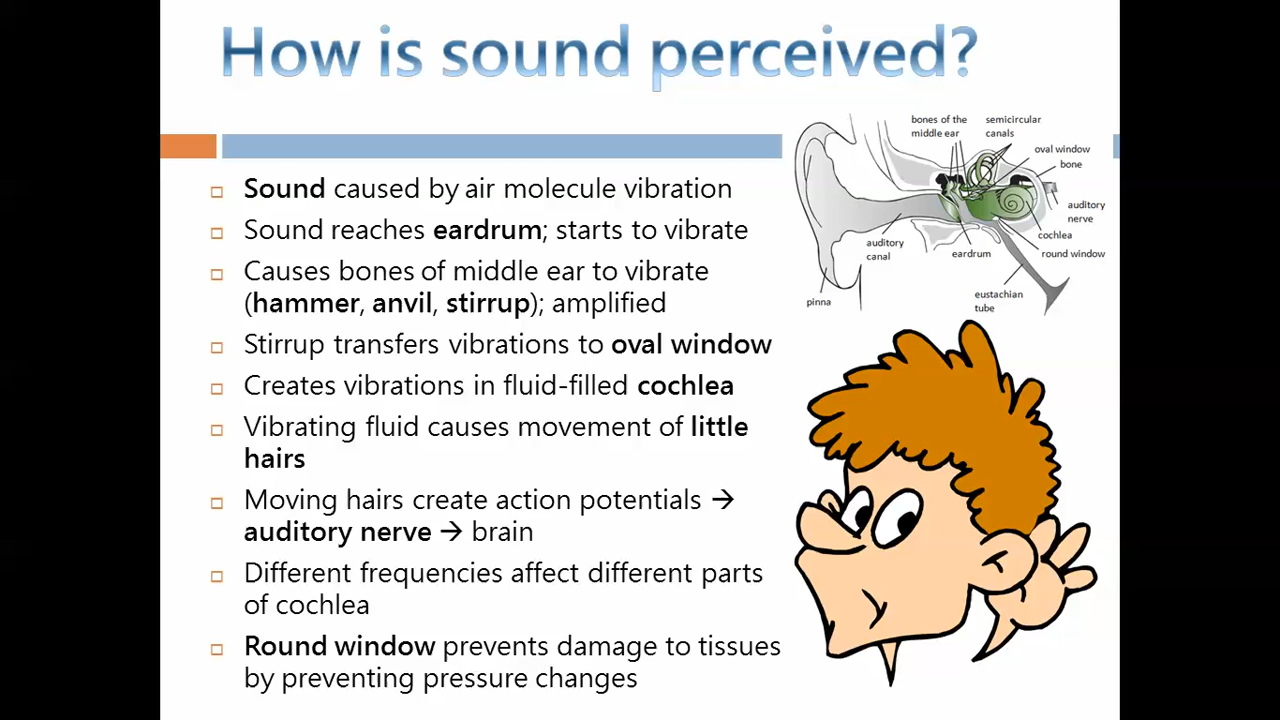 How is sound perceived?
Sound caused by air molecule vibration
Sound reaches eardrum; starts to vibrate
Causes bones of middle ear to vibrate
(hammer, anvil, stirrup); amplified
Stirrup transfers vibrations to oval window
Creates vibrations in fluid-filled cochlea
Vibrating fluid causes movement of little
hairs
Moving hairs create action potentials →
auditory nerve → brain
Different frequencies affect different parts
of cochlea
Round window prevents damage to tissues
by preventing pressure changes
bones of the
middle ear
semicircular
canals
oval window
bone
auditory
nerve
cochlea
round window
auditory
canal
eardrum
eustachian
tube
pinna